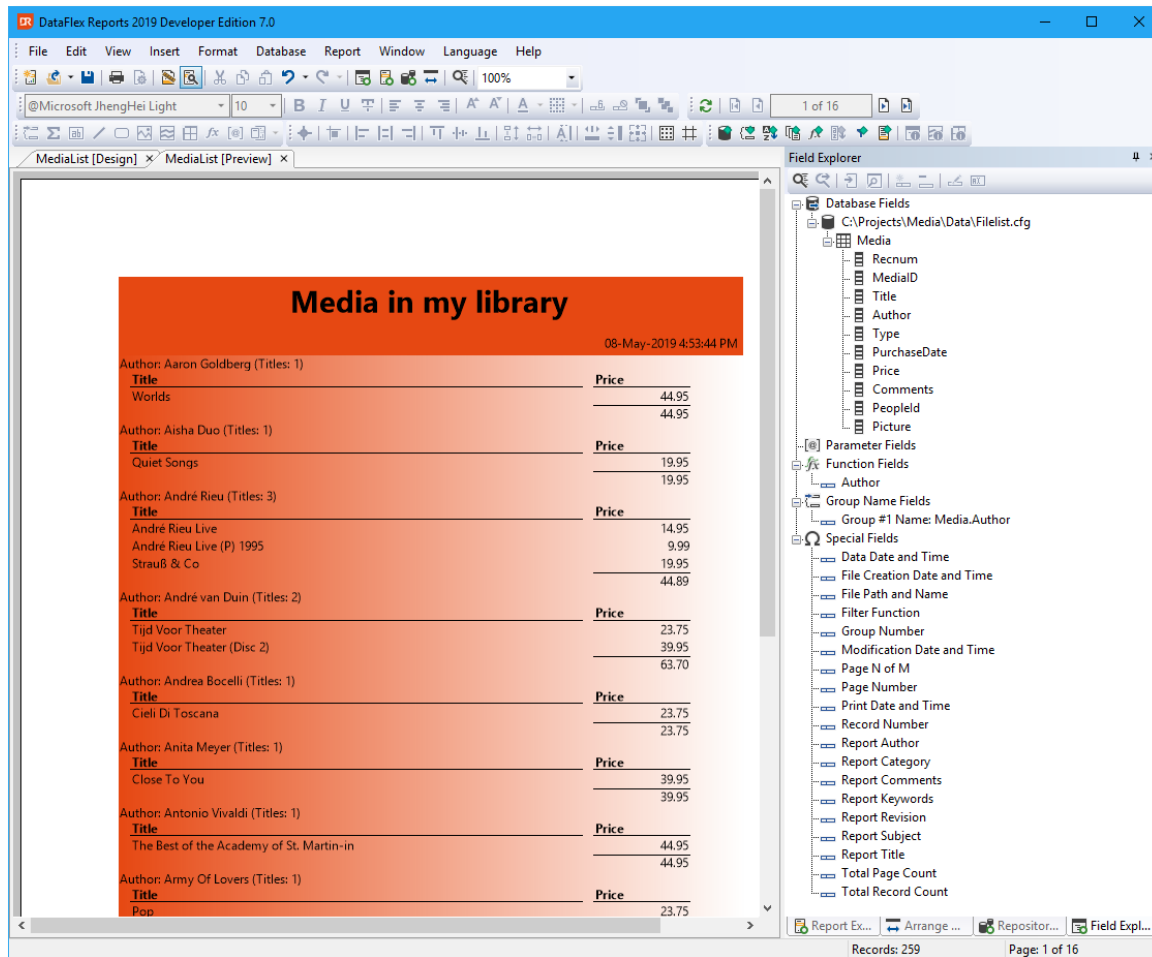 DataFlex Reports 2019 Developer Edition 7.0
File Edit View Insert Format Database Report Window Language Help
100%
@Microsoft JhengHei Light 10 B I U A 1 of 16
MediaList [Design] × MediaList [Preview] ×
Media in my library
08-May-2019 4:53:44 PM
Author: Aaron Goldberg (Titles: 1)
Title Price
Worlds 44.95
44.95
Author: Aisha Duo (Titles: 1)
Title Price
Quiet Songs 19.95
19.95
Author: André Rieu (Titles: 3)
Title Price
André Rieu Live 14.95
André Rieu Live (P) 1995 9.99
Strauß & Co 19.95
44.89
Author: André van Duin (Titles: 2)
Title Price
Tijd Voor Theater 23.75
Tijd Voor Theater (Disc 2) 39.95
63.70
Author: Andrea Bocelli (Titles: 1)
Title Price
Cieli Di Toscana 23.75
23.75
Author: Anita Meyer (Titles: 1)
Title Price
Close To You 39.95
39.95
Author: Antonio Vivaldi (Titles: 1)
Title Price
The Best of the Academy of St. Martin-in 44.95
44.95
Author: Army Of Lovers (Titles: 1)
Title Price
Pop 23.75
Field Explorer
Database Fields
C:\Projects\Media\Data\Filelist.cfg
Media
Recnum
MediaID
Title
Author
Type
PurchaseDate
Price
Comments
PeopleId
Picture
[@] Parameter Fields
fx Function Fields
Author
Group Name Fields
Group #1 Name: Media.Author
Special Fields
Data Date and Time
File Creation Date and Time
File Path and Name
Filter Function
Group Number
Modification Date and Time
Page N of M
Page Number
Print Date and Time
Record Number
Report Author
Report Category
Report Comments
Report Keywords
Report Revision
Report Subject
Report Title
Total Page Count
Total Record Count
Report Ex... Arrange ... Repositor... Field Expl...
Records: 259 Page: 1 of 16